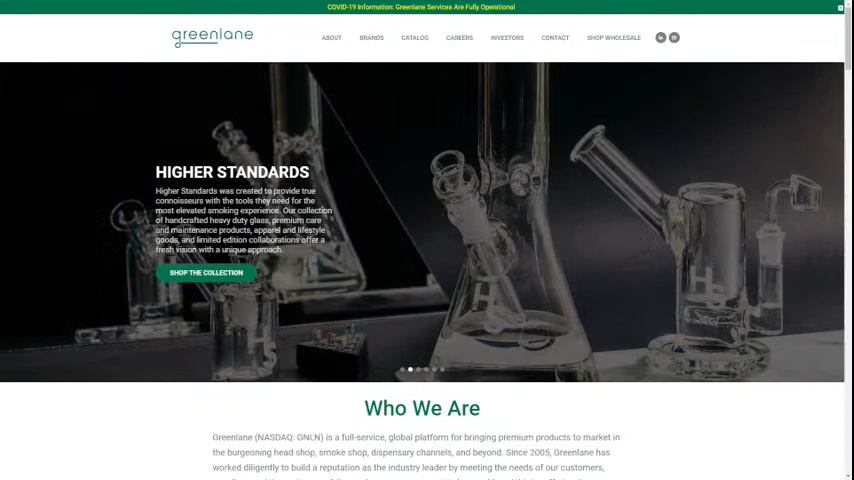 COVID-19 Information: Greenlane Services Are Fully Operational
greenlane
ABOUT BRANDS CATALOG CAREERS INVESTORS CONTACT SHOP WHOLESALE
in
HIGHER STANDARDS
Higher Standards was created to provide true
connoisseurs with the tools they need for the
most elevated smoking experience. Our collection
of handcrafted heavy duty glass, premium care
and maintenance products, apparel and lifestyle
goods, and limited edition collaborations offer a
fresh vision with a unique approach.
SHOP THE COLLECTION
H
S
H
H
Who We Are
Greenlane (NASDAQ: GNLN) is a full-service, global platform for bringing premium products to market in
the burgeoning head shop, smoke shop, dispensary channels, and beyond. Since 2005, Greenlane has
worked diligently to build a reputation as the industry leader by meeting the needs of our customers,